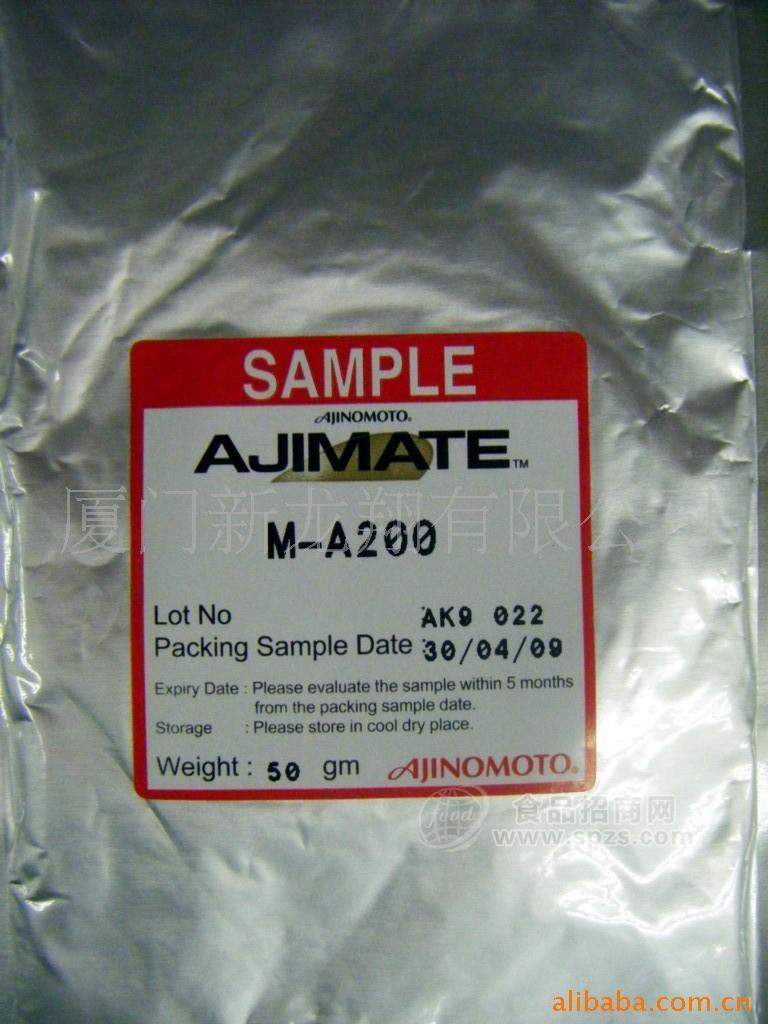 SAMPLE
AJINOMOTO®
AJIMATE™
厦门新龙翔有限公司
M-A200
Lot No AK9 022
Packing Sample Date : 30/04/09
Expiry Date : Please evaluate the sample within 5 months
from the packing sample date.
Storage : Please store in cool dry place.
Weight : 50 gm AJINOMOTO®
food 食品招商网
www.spzs.com
alibaba.com.cn